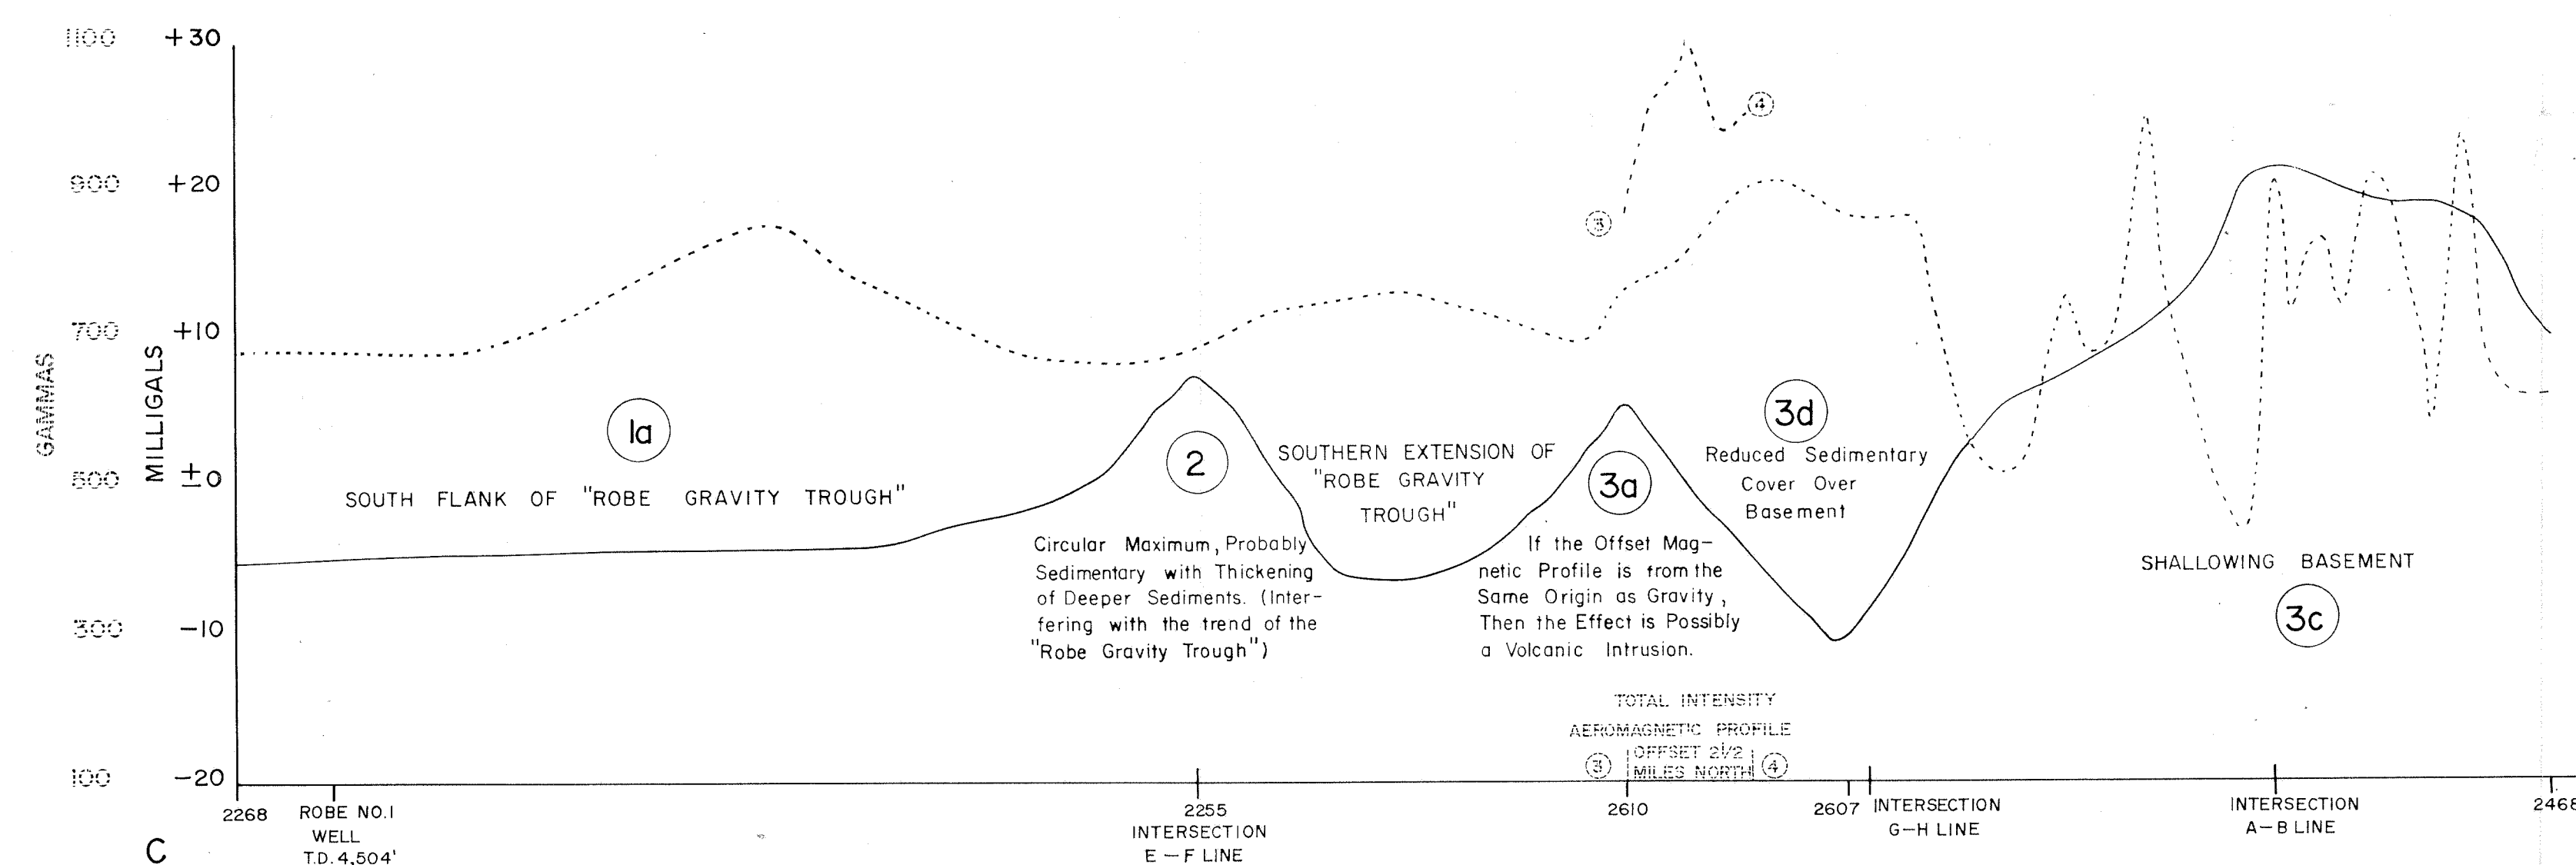 1100 +30
900 +20
700 +10
500 ±0
300 −10
100 −20
GAMMAS
MILLIGALS
1a
SOUTH FLANK OF "ROBE GRAVITY TROUGH"
2
Circular Maximum, Probably
Sedimentary with Thickening
of Deeper Sediments. (Inter-
fering with the trend of the
"Robe Gravity Trough")
SOUTHERN EXTENSION OF
"ROBE GRAVITY
TROUGH"
3
4
3a
If the Offset Mag-
netic Profile is from the
Same Origin as Gravity,
Then the Effect is Possibly
a Volcanic Intrusion.
3d
Reduced Sedimentary
Cover Over
Basement
SHALLOWING BASEMENT
3c
TOTAL INTENSITY
AEROMAGNETIC PROFILE
3 OFFSET 2 1/2 4
MILES NORTH
2268
ROBE NO.1
WELL
T.D. 4,504'
C
2255
INTERSECTION
E – F LINE
2610
2607
INTERSECTION
G–H LINE
INTERSECTION
A–B LINE
2468